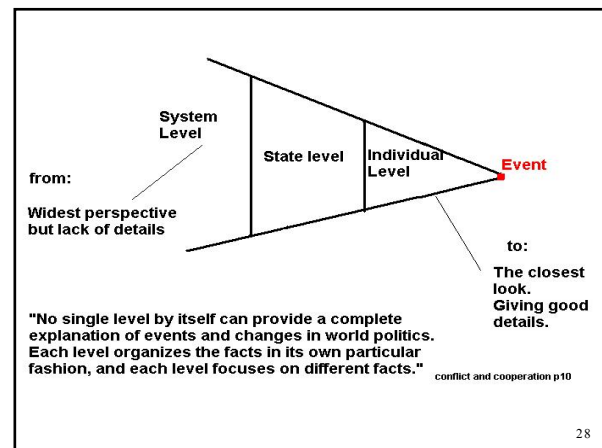 System
Level
State level
Individual
Level
Event
from:
Widest perspective
but lack of details
to:
The closest
look.
Giving good
details.
"No single level by itself can provide a complete
explanation of events and changes in world politics.
Each level organizes the facts in its own particular
fashion, and each level focuses on different facts."
conflict and cooperation p10
28